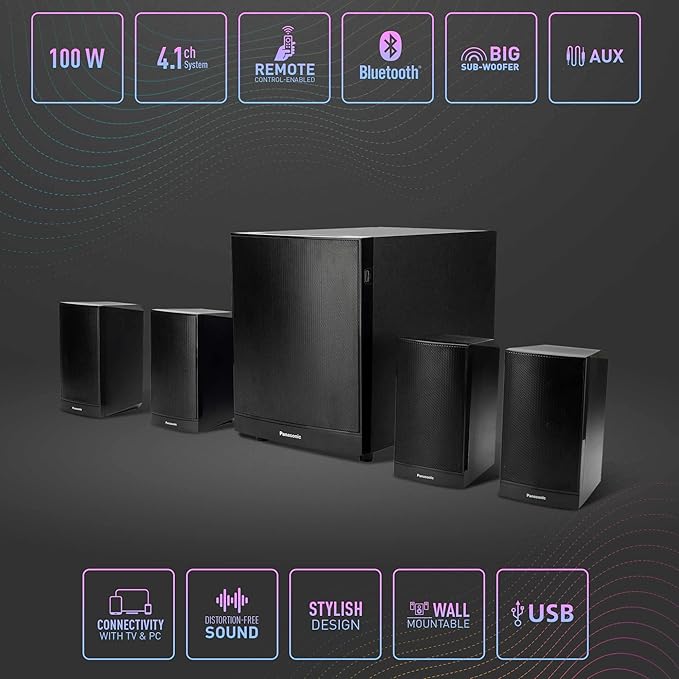 100 W
4.1ch
System
REMOTE
CONTROL-ENABLED
Bluetooth®
BIG
SUB-WOOFER
AUX
Panasonic
Panasonic
Panasonic
Panasonic
Panasonic
CONNECTIVITY
WITH TV & PC
DISTORTION-FREE
SOUND
STYLISH
DESIGN
WALL
MOUNTABLE
USB